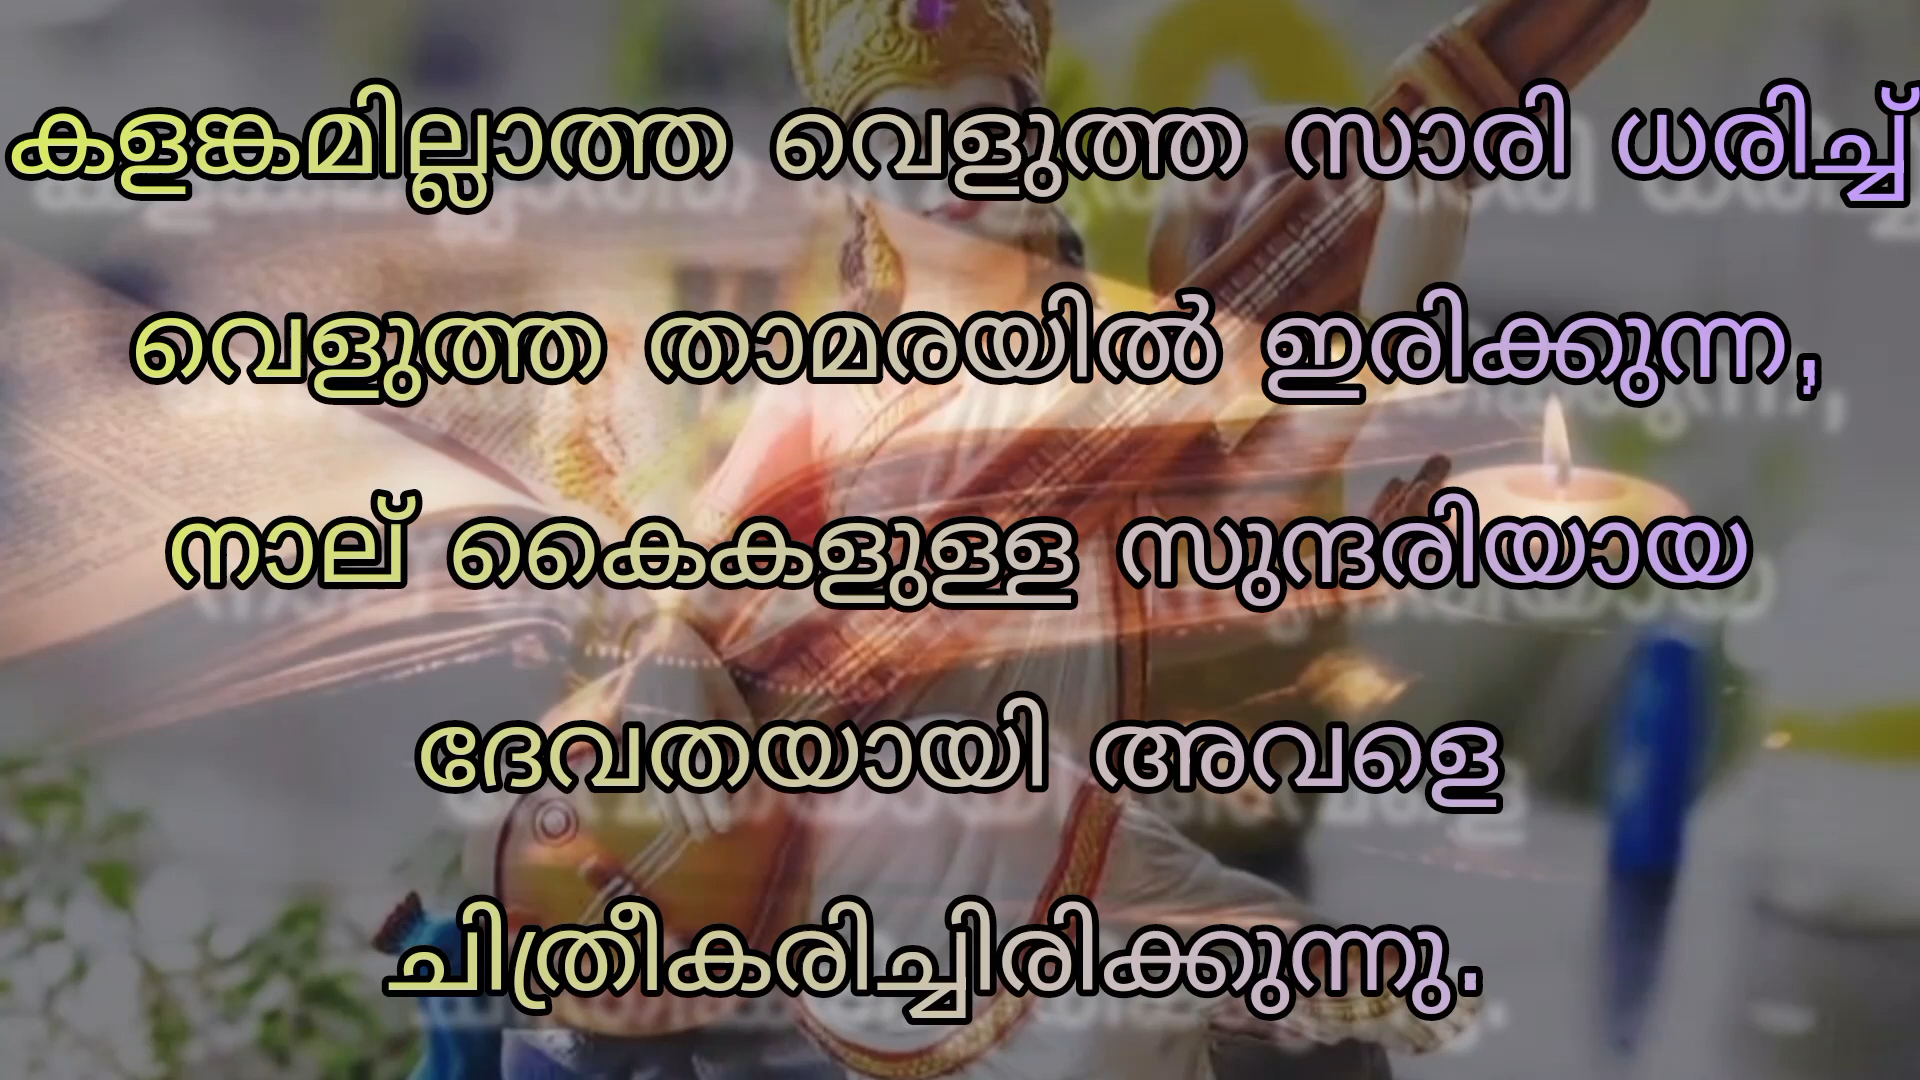 കളങ്കമില്ലാത്ത വെളുത്ത സാരി ധരിച്ച്
വെളുത്ത താമരയിൽ ഇരിക്കുന്ന,
നാല് കൈകളുള്ള സുന്ദരിയായ
ദേവതയായി അവളെ
ചിത്രീകരിച്ചിരിക്കുന്നു.